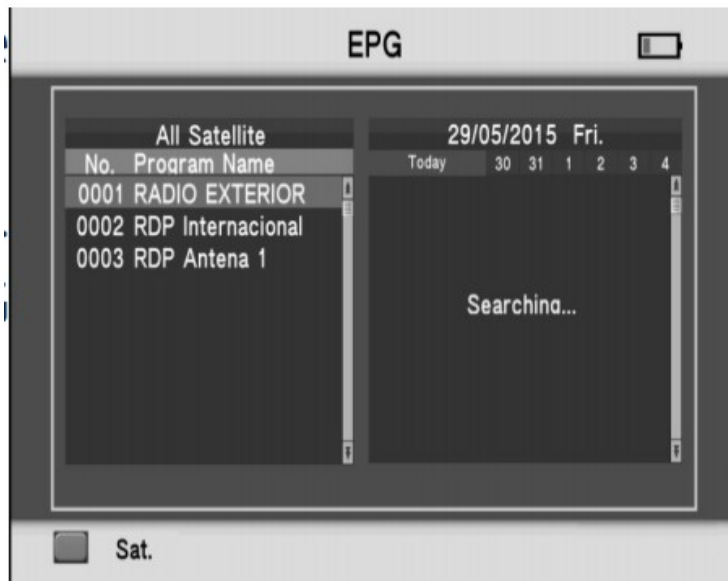 EPG
All Satellite
No. Program Name
0001 RADIO EXTERIOR
0002 RDP Internacional
0003 RDP Antena 1
29/05/2015 Fri.
Today 30 31 1 2 3 4
Searching...
Sat.